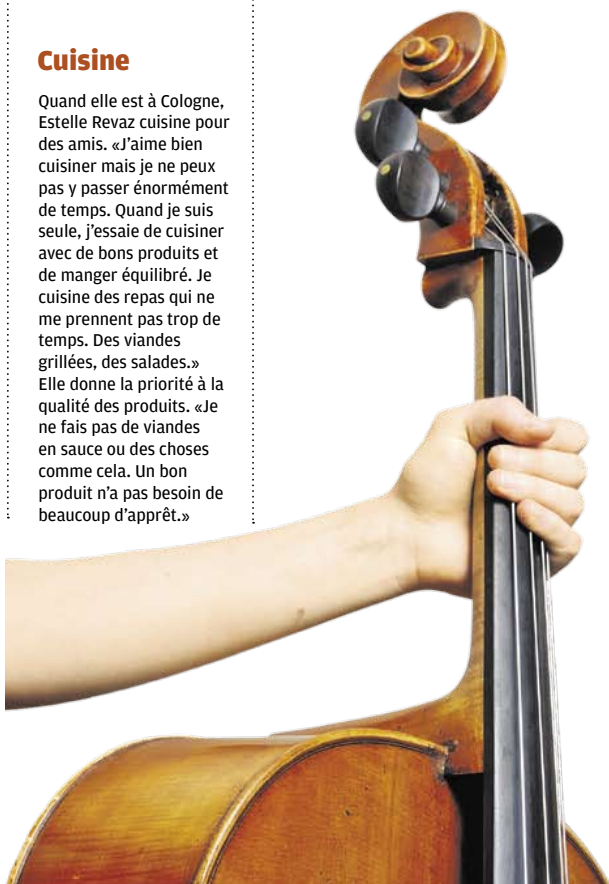 Cuisine
Quand elle est à Cologne,
Estelle Revaz cuisine pour
des amis. «J’aime bien
cuisiner mais je ne peux
pas y passer énormément
de temps. Quand je suis
seule, j’essaie de cuisiner
avec de bons produits et
de manger équilibré. Je
cuisine des repas qui ne
me prennent pas trop de
temps. Des viandes
grillées, des salades.»
Elle donne la priorité à la
qualité des produits. «Je
ne fais pas de viandes
en sauce ou des choses
comme cela. Un bon
produit n’a pas besoin de
beaucoup d’apprêt.»